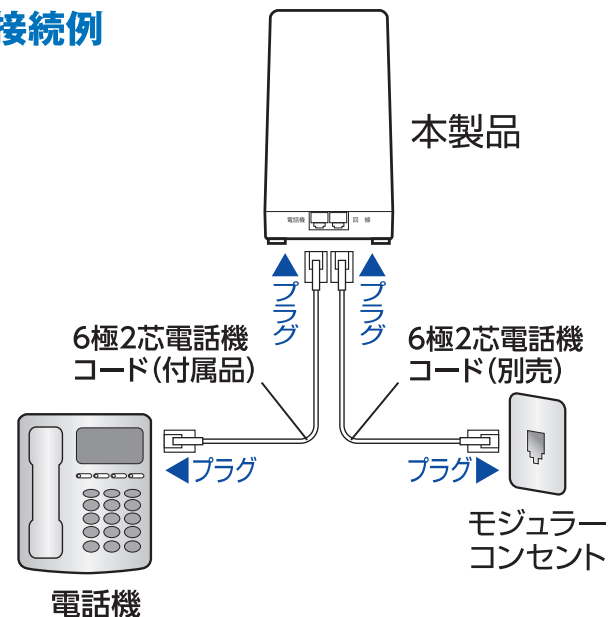 接続例
本製品
電話機 回線
プラグ
プラグ
6極2芯電話機
コード(付属品)
6極2芯電話機
コード(別売)
プラグ
プラグ
モジュラー
コンセント
電話機